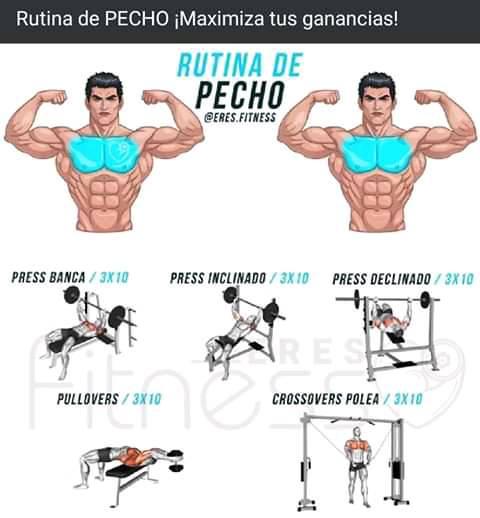 Rutina de PECHO ¡Maximiza tus ganancias!
RUTINA DE
PECHO
@ERES.FITNESS
PRESS BANCA / 3X10
PRESS INCLINADO / 3X10
PRESS DECLINADO / 3X10
ERES
Fitness
PULLOVERS / 3X10
CROSSOVERS POLEA / 3X10